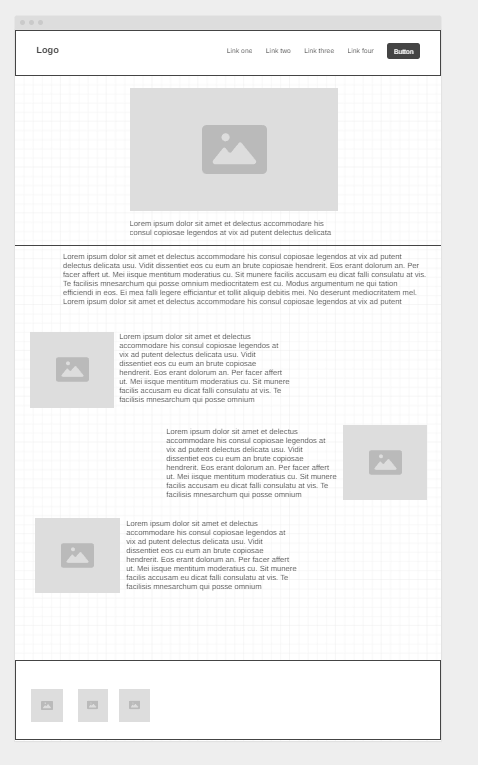 Logo
Link one
Link two
Link three
Link four
Button
Lorem ipsum dolor sit amet et delectus accommodare his
consul copiosae legendos at vix ad putent delectus delicata
Lorem ipsum dolor sit amet et delectus accommodare his consul copiosae legendos at vix ad putent
delectus delicata usu. Vidit dissentiet eos cu eum an brute copiosae hendrerit. Eos erant dolorum an. Per
facer affert ut. Mei iisque mentitum moderatius cu. Sit munere facilis accusam eu dicat falli consulatu at vis.
Te facilisis mnesarchum qui posse omnium mediocritatem est cu. Modus argumentum ne qui tation
efficiendi in eos. Ei mea falli legere efficiantur et tollit aliquip debitis mei. No deserunt mediocritatem mel.
Lorem ipsum dolor sit amet et delectus accommodare his consul copiosae legendos at vix ad putent
Lorem ipsum dolor sit amet et delectus
accommodare his consul copiosae legendos at
vix ad putent delectus delicata usu. Vidit
dissentiet eos cu eum an brute copiosae
hendrerit. Eos erant dolorum an. Per facer affert
ut. Mei iisque mentitum moderatius cu. Sit munere
facilis accusam eu dicat falli consulatu at vis. Te
facilisis mnesarchum qui posse omnium
Lorem ipsum dolor sit amet et delectus
accommodare his consul copiosae legendos at
vix ad putent delectus delicata usu. Vidit
dissentiet eos cu eum an brute copiosae
hendrerit. Eos erant dolorum an. Per facer affert
ut. Mei iisque mentitum moderatius cu. Sit munere
facilis accusam eu dicat falli consulatu at vis. Te
facilisis mnesarchum qui posse omnium
Lorem ipsum dolor sit amet et delectus
accommodare his consul copiosae legendos at
vix ad putent delectus delicata usu. Vidit
dissentiet eos cu eum an brute copiosae
hendrerit. Eos erant dolorum an. Per facer affert
ut. Mei iisque mentitum moderatius cu. Sit munere
facilis accusam eu dicat falli consulatu at vis. Te
facilisis mnesarchum qui posse omnium